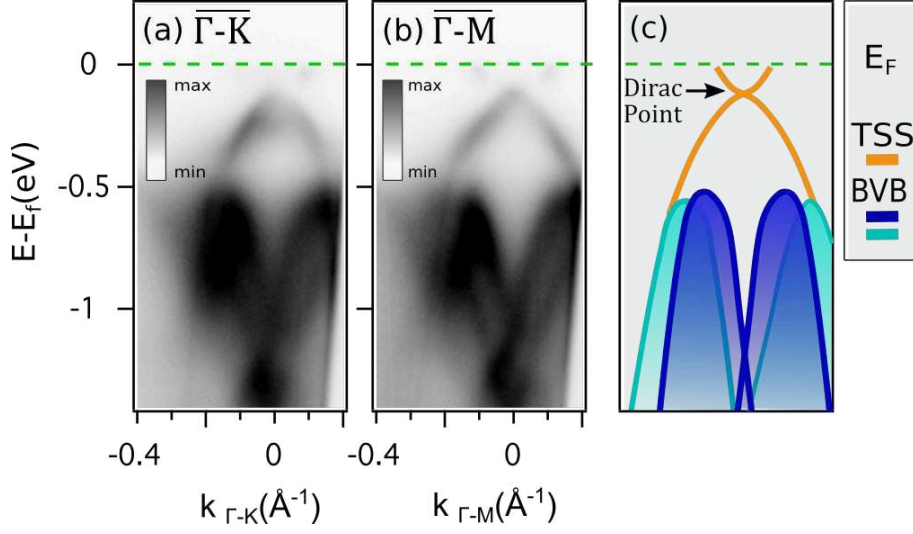 (a) Γ-K
(b) Γ-M
(c)
0
max
min
max
min
Dirac
Point
E_F
TSS
BVB
-0.5
-1
E-E_f(eV)
-0.4
0
-0.4
0
k Γ-K(Å⁻¹)
k Γ-M(Å⁻¹)